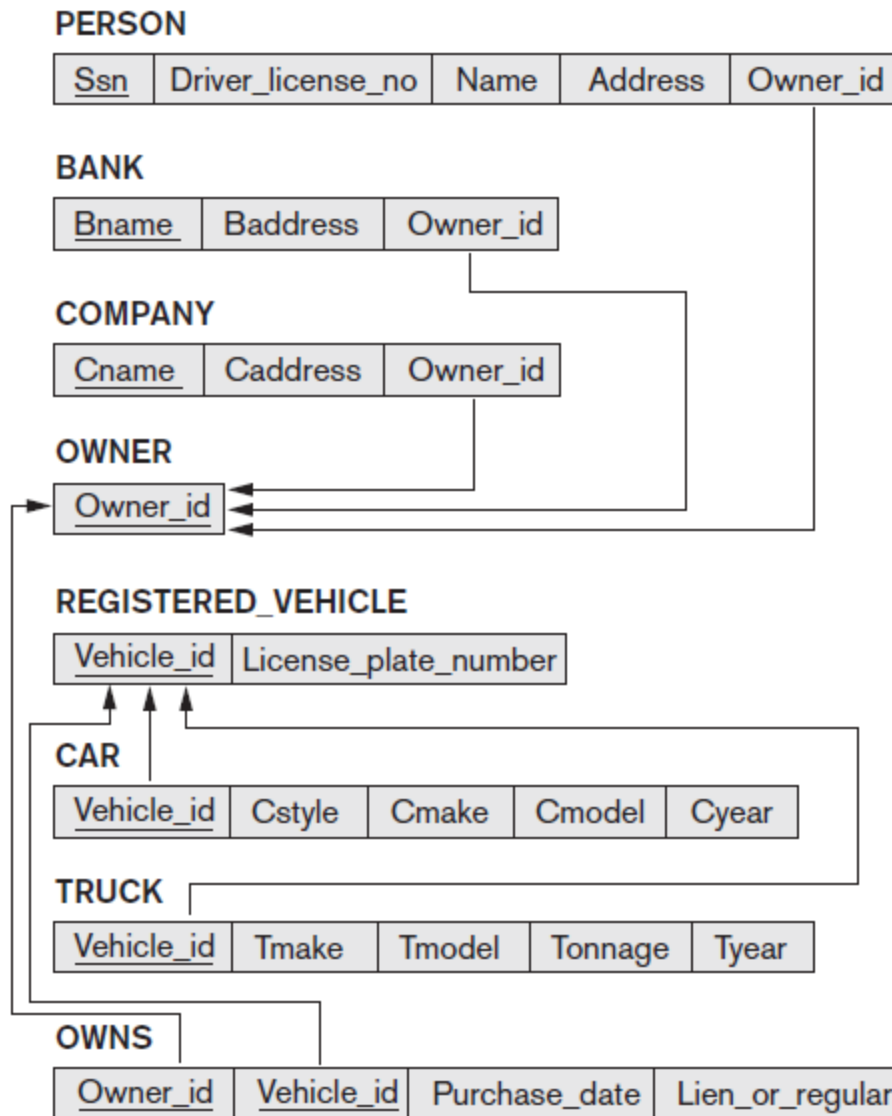 PERSON
Ssn Driver_license_no Name Address Owner_id
BANK
Bname Baddress Owner_id
COMPANY
Cname Caddress Owner_id
OWNER
Owner_id
REGISTERED_VEHICLE
Vehicle_id License_plate_number
CAR
Vehicle_id Cstyle Cmake Cmodel Cyear
TRUCK
Vehicle_id Tmake Tmodel Tonnage Tyear
OWNS
Owner_id Vehicle_id Purchase_date Lien_or_regular